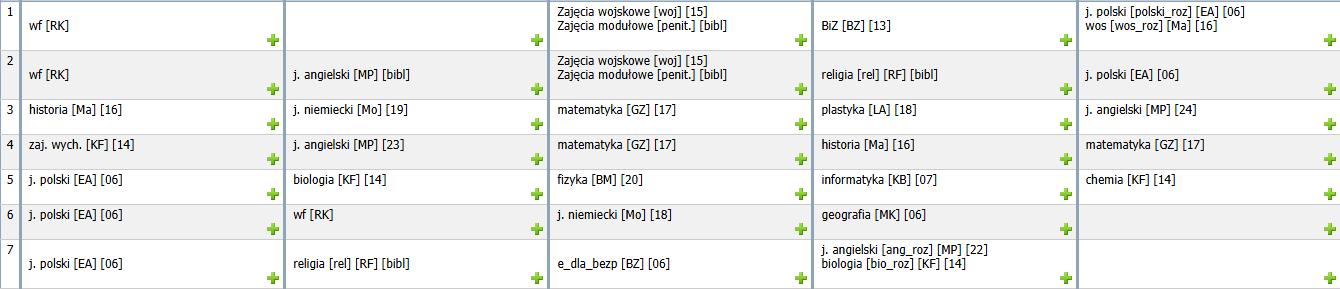 1
wf [RK]
Zajęcia wojskowe [woj] [15]
Zajęcia modułowe [penit.] [bibl]
BiZ [BZ] [13]
j. polski [polski_roz] [EA] [06]
wos [wos_roz] [Ma] [16]
2
wf [RK]
j. angielski [MP] [bibl]
Zajęcia wojskowe [woj] [15]
Zajęcia modułowe [penit.] [bibl]
religia [rel] [RF] [bibl]
j. polski [EA] [06]
3
historia [Ma] [16]
j. niemiecki [Mo] [19]
matematyka [GZ] [17]
plastyka [LA] [18]
j. angielski [MP] [24]
4
zaj. wych. [KF] [14]
j. angielski [MP] [23]
matematyka [GZ] [17]
historia [Ma] [16]
matematyka [GZ] [17]
5
j. polski [EA] [06]
biologia [KF] [14]
fizyka [BM] [20]
informatyka [KB] [07]
chemia [KF] [14]
6
j. polski [EA] [06]
wf [RK]
j. niemiecki [Mo] [18]
geografia [MK] [06]
7
j. polski [EA] [06]
religia [rel] [RF] [bibl]
e_dla_bezp [BZ] [06]
j. angielski [ang_roz] [MP] [22]
biologia [bio_roz] [KF] [14]